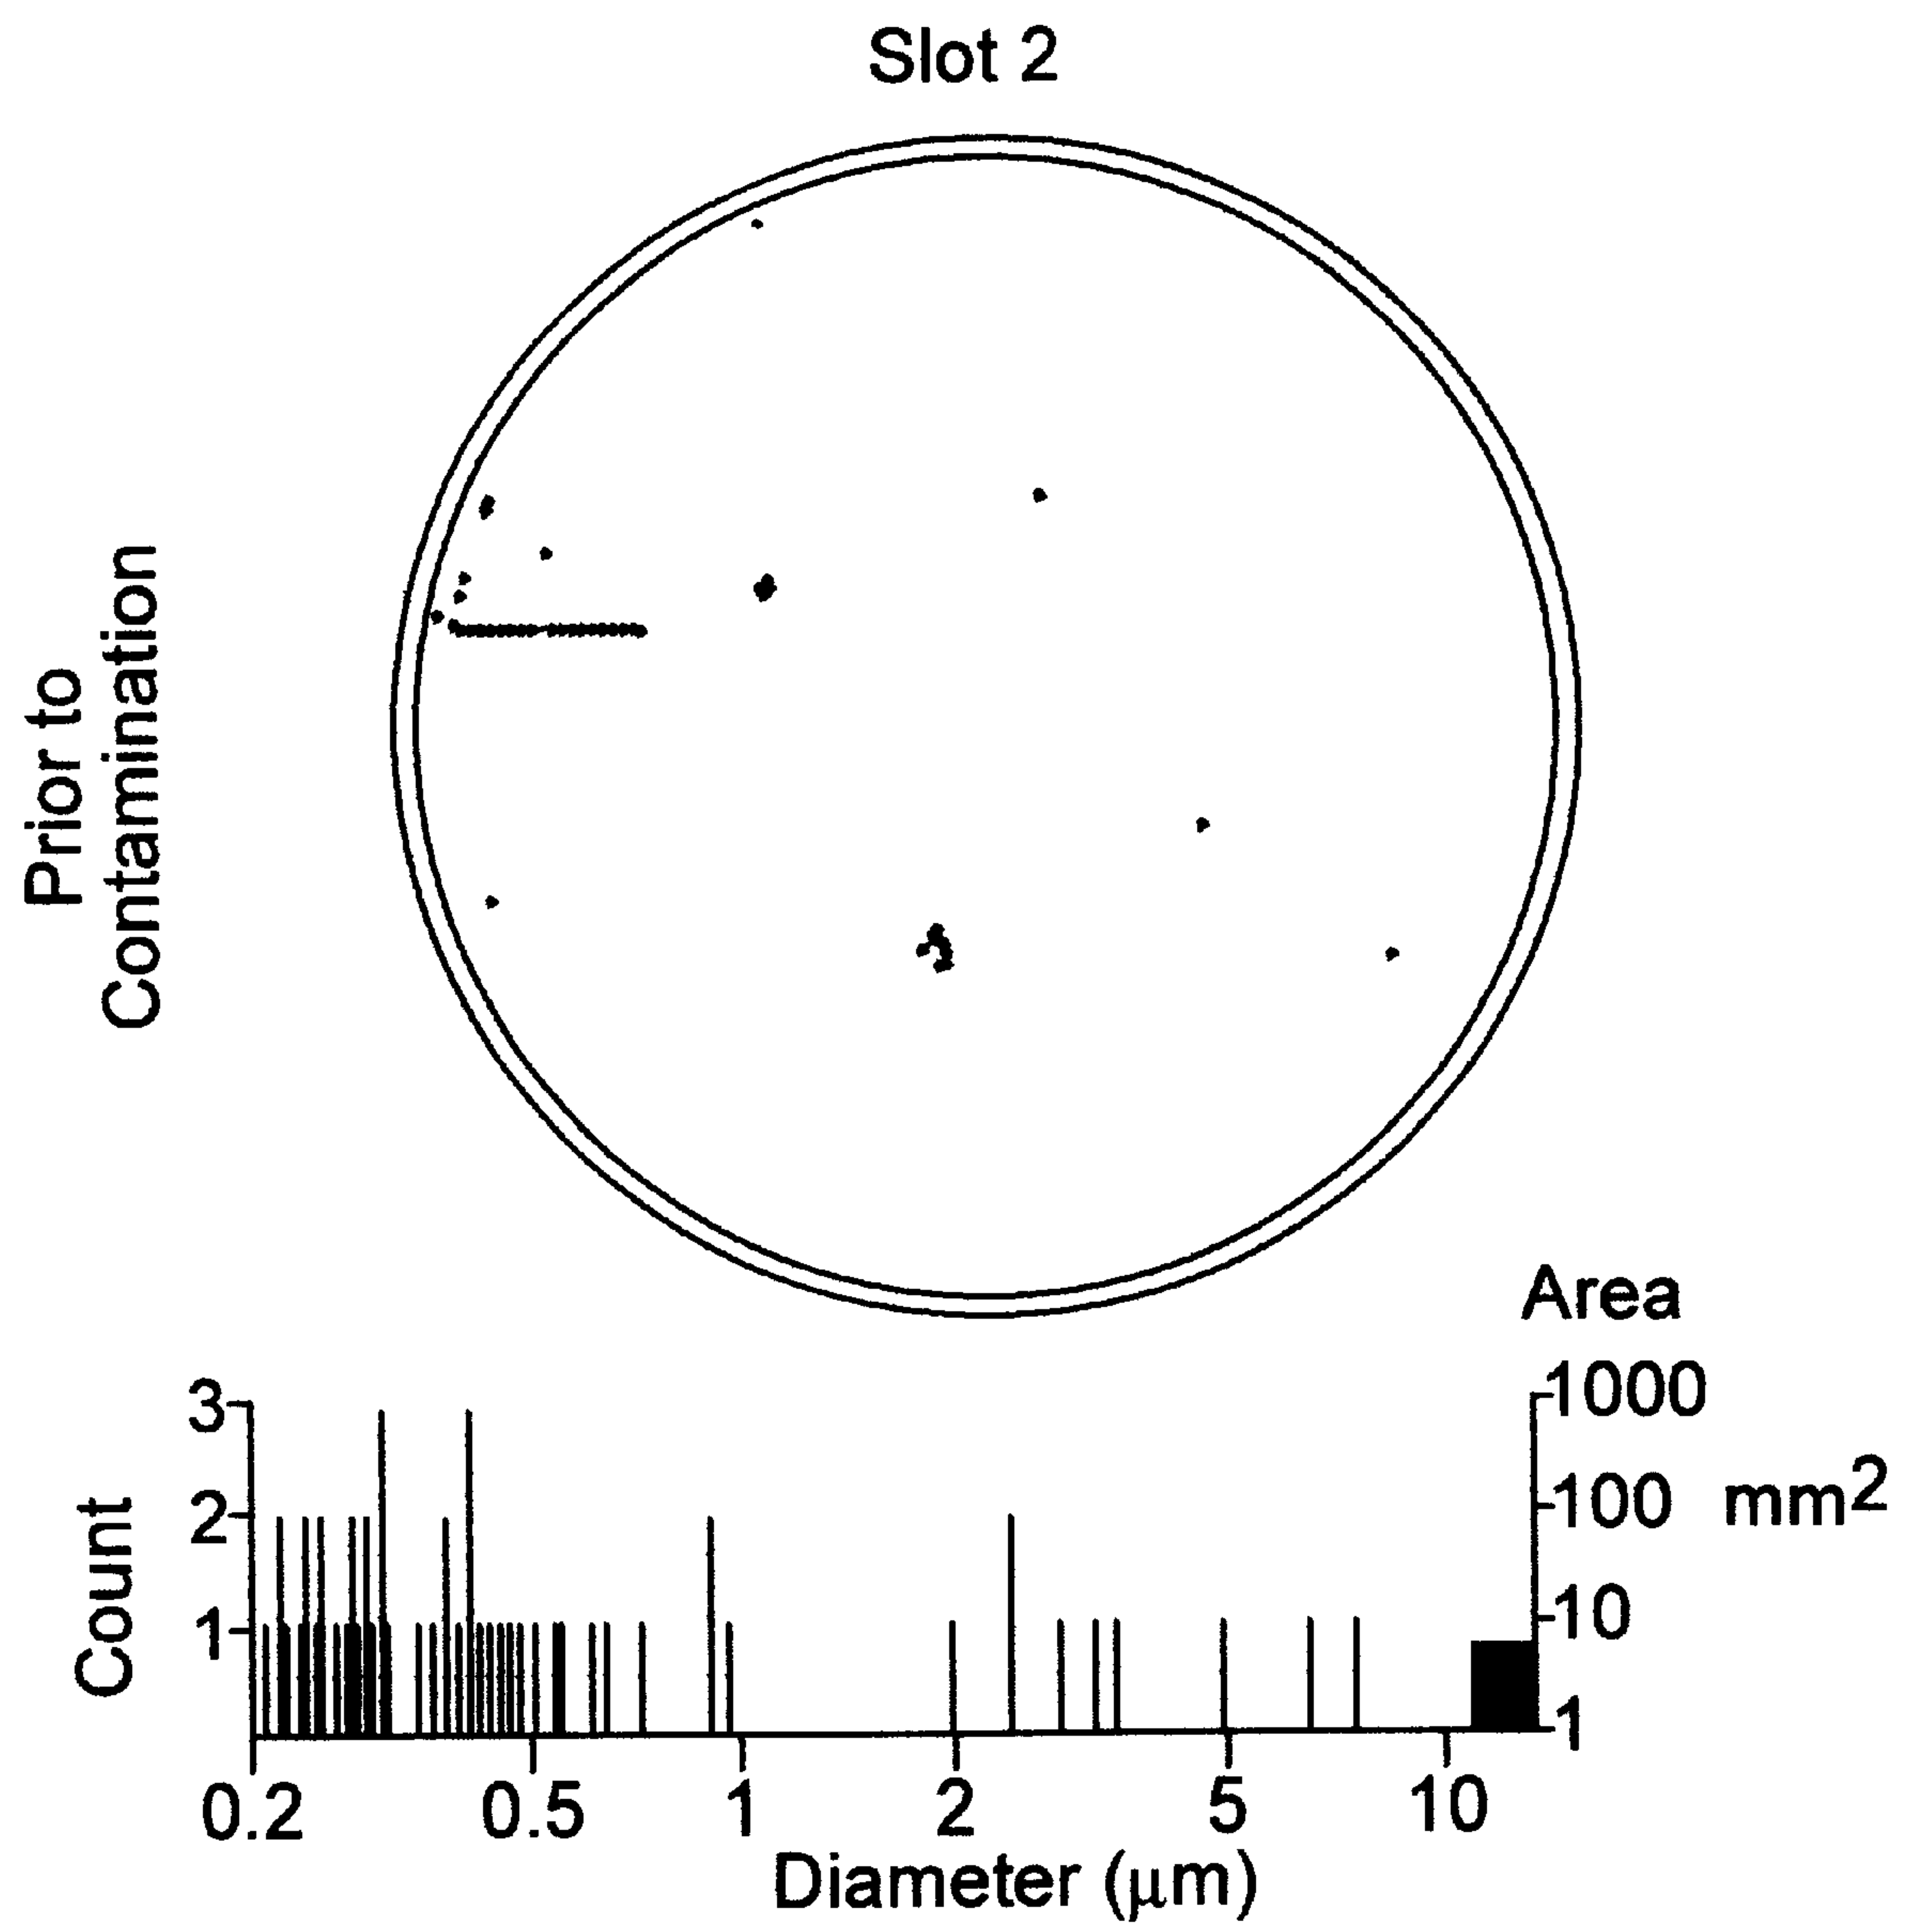 Slot 2
Prior to
Contamination
Area
3
2
1
Count
1000
100 mm2
10
1
0.2 0.5 1 2 5 10
Diameter (μm)